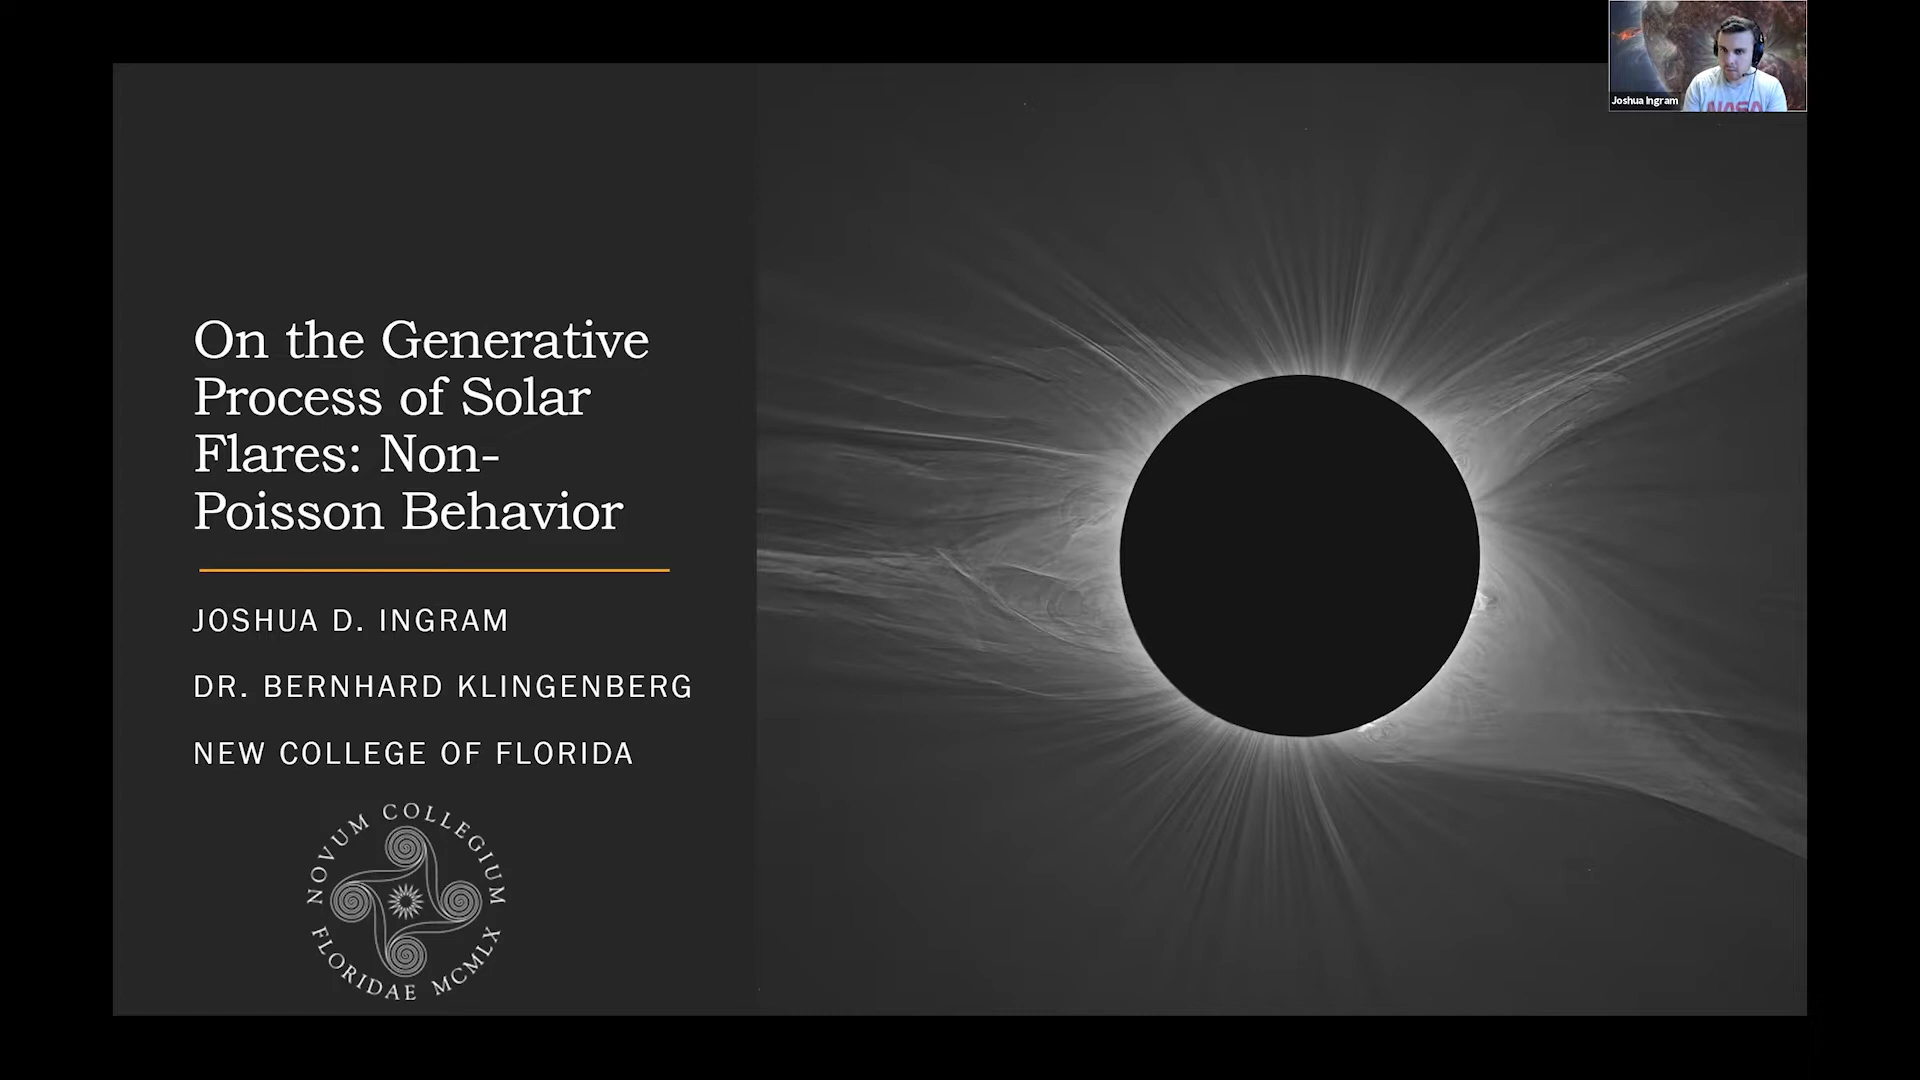 Joshua Ingram
NASA
On the Generative
Process of Solar
Flares: Non-
Poisson Behavior
JOSHUA D. INGRAM
DR. BERNHARD KLINGENBERG
NEW COLLEGE OF FLORIDA
NOVUM COLLEGIUM
FLORIDAE MCMLX